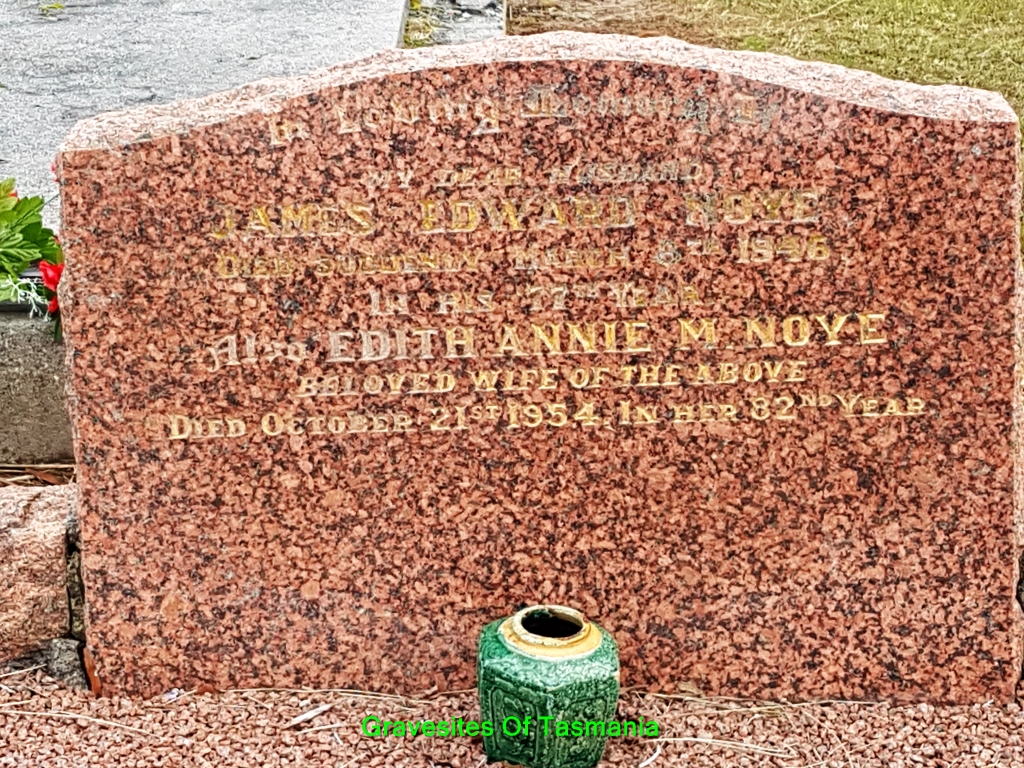 In Loving Memory Of
MY DEAR HUSBAND
JAMES EDWARD NOYE
DIED SUDDENLY MARCH 8TH 1946
IN HIS 77TH YEAR
Also EDITH ANNIE M NOYE
BELOVED WIFE OF THE ABOVE
DIED OCTOBER 21ST 1954, IN HER 82ND YEAR
Gravesites Of Tasmania